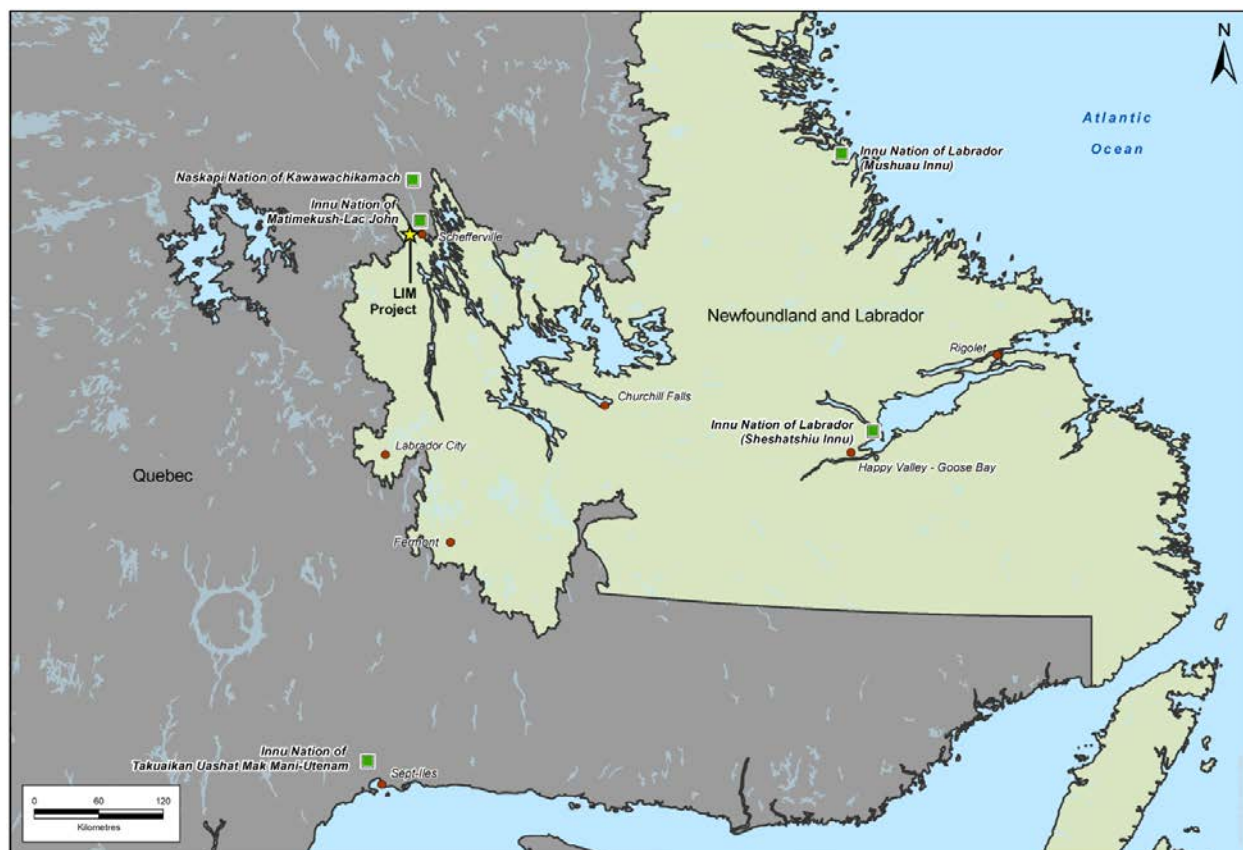 N
Atlantic
Ocean
Innu Nation of Labrador
(Mushuau Innu)
Naskapi Nation of Kawawachikamach
Innu Nation of
Matimekush-Lac John
Schefferville
LIM
Project
Newfoundland and Labrador
Rigolet
Churchill Falls
Innu Nation of Labrador
(Sheshatshiu Innu)
Labrador City
Happy Valley - Goose Bay
Quebec
Fermont
Innu Nation of
Takuaikan Uashat Mak Mani-Utenam
Sept-Iles
0 60 120
Kilometres